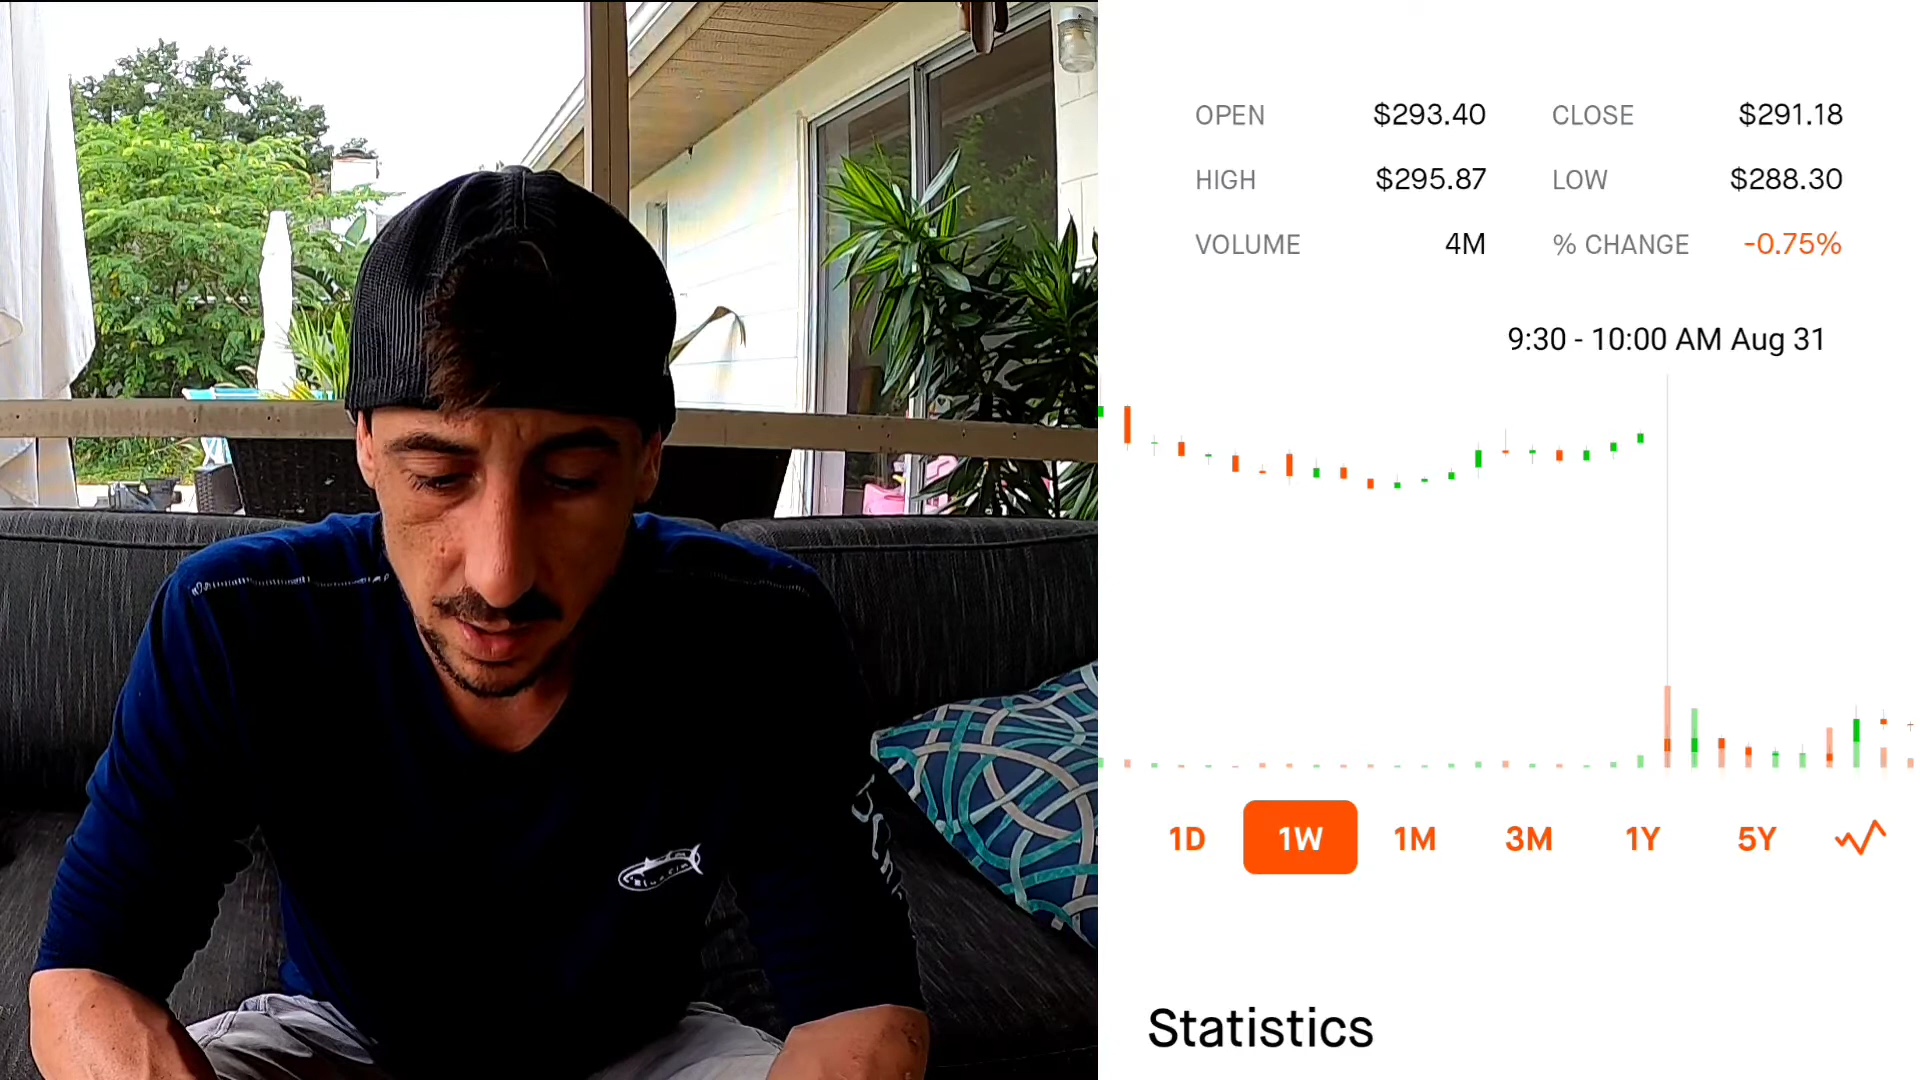 OPEN $293.40 CLOSE $291.18
HIGH $295.87 LOW $288.30
VOLUME 4M % CHANGE -0.75%
9:30 - 10:00 AM Aug 31
1D 1W 1M 3M 1Y 5Y
Statistics